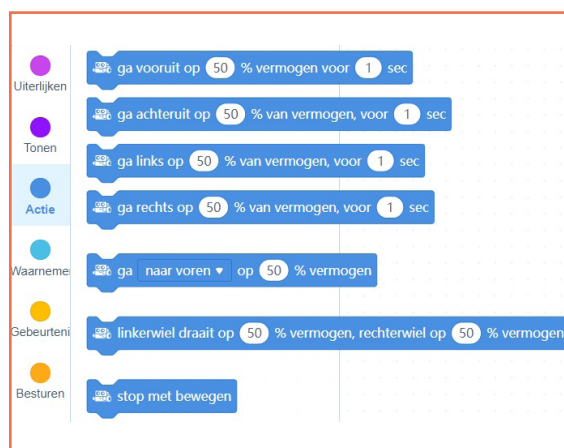 Uiterlijken
Tonen
Actie
Waarnemen
Gebeurteni
Besturen
ga vooruit op 50 % vermogen voor 1 sec
ga achteruit op 50 % van vermogen, voor 1 sec
ga links op 50 % van vermogen, voor 1 sec
ga rechts op 50 % van vermogen, voor 1 sec
ga naar voren op 50 % vermogen
linkerwiel draait op 50 % vermogen, rechterwiel op 50 % vermogen
stop met bewegen